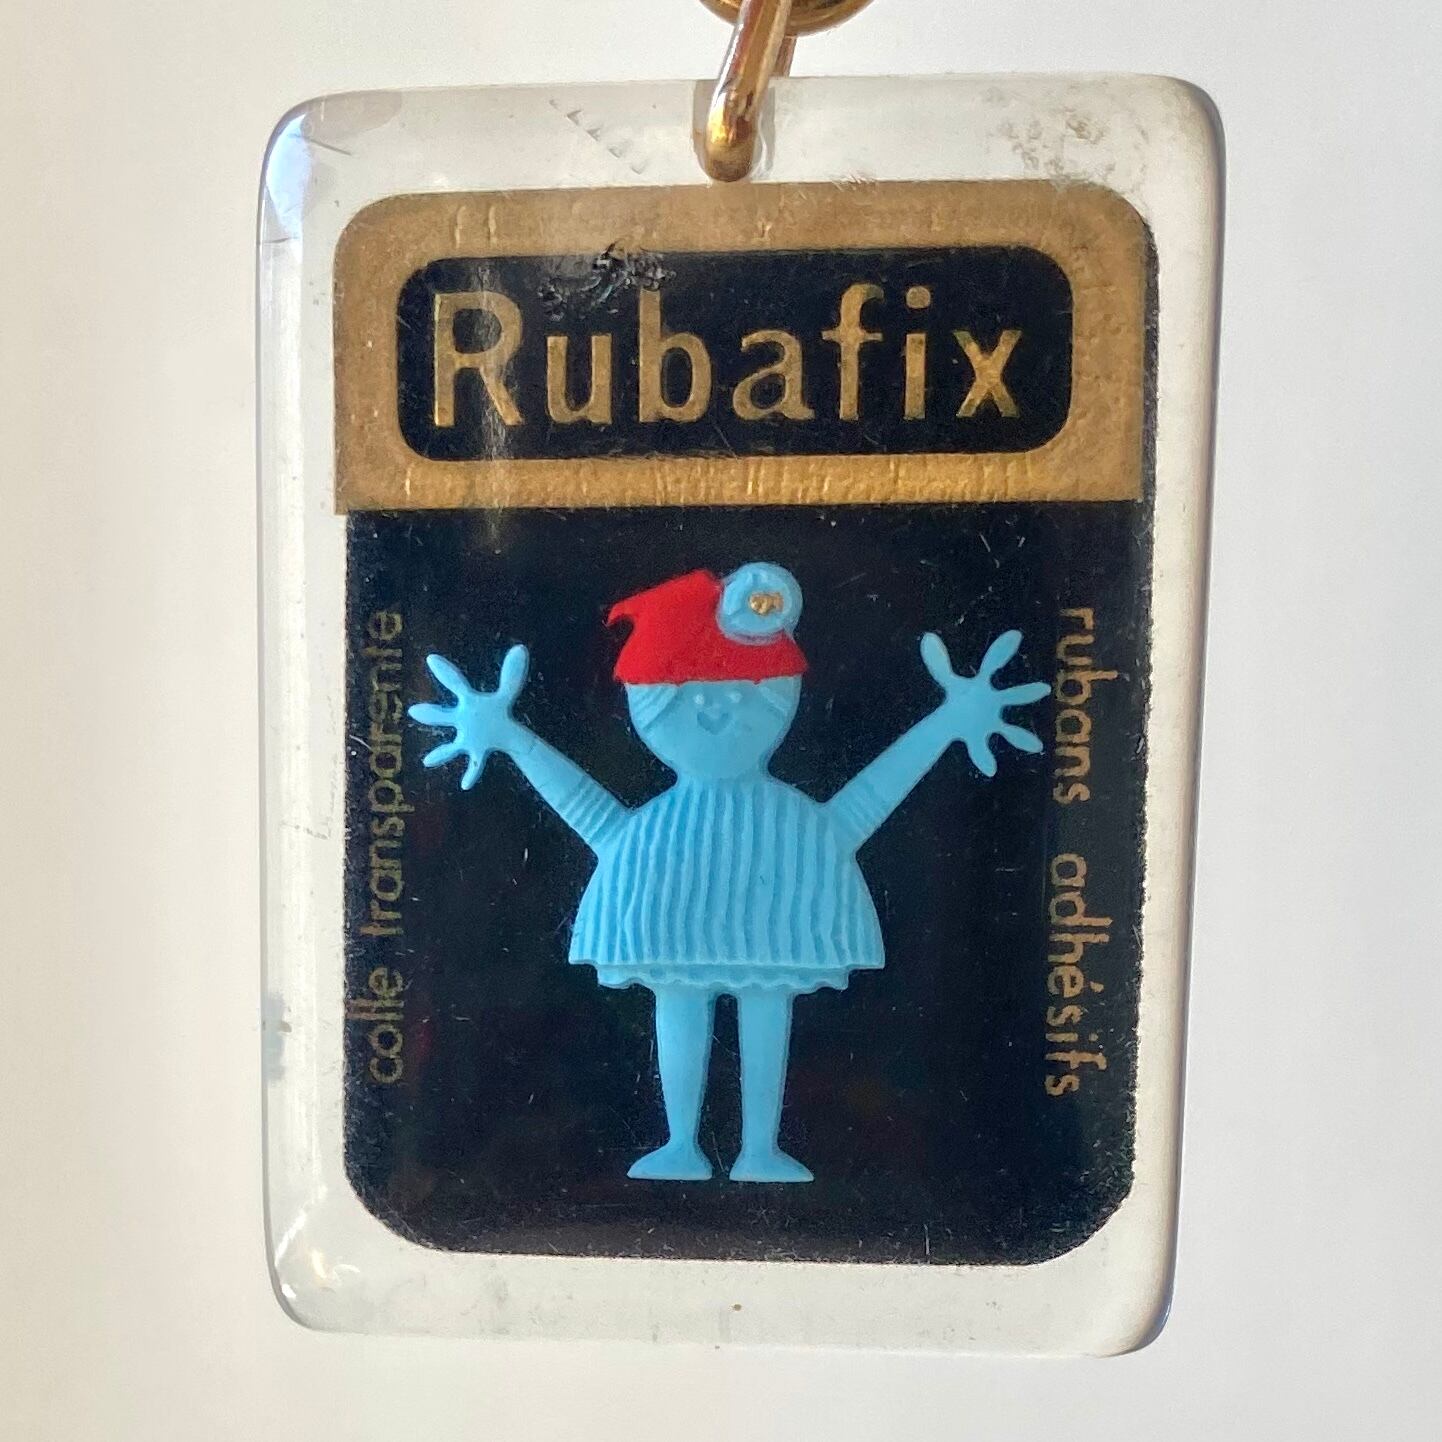 Rubafix
colle transparente
rubans adhésifs